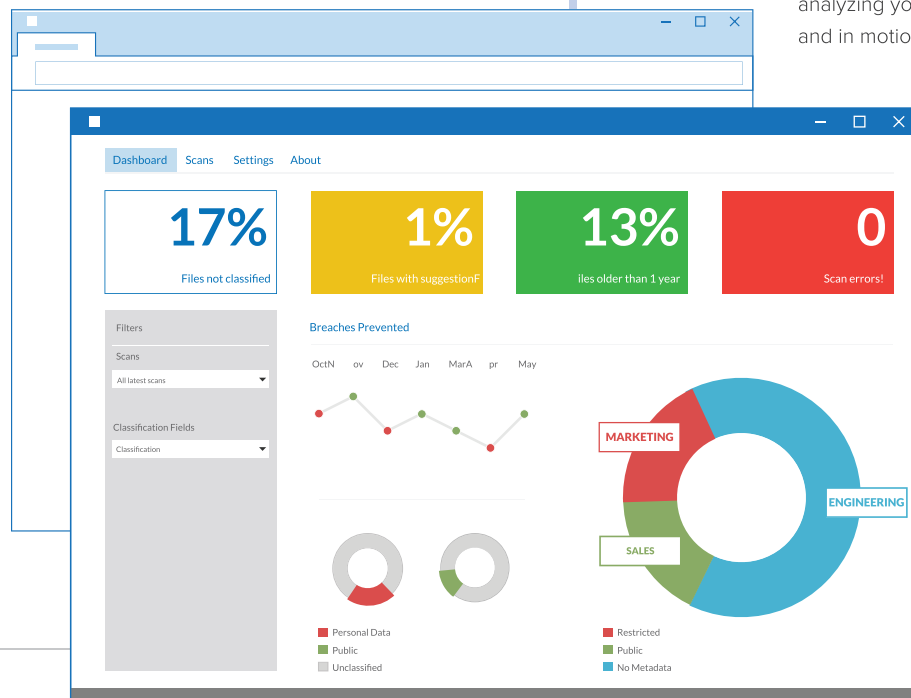 analyzing yo
and in motio
Dashboard Scans Settings About
17%
Files not classified
1%
Files with suggestionF
13%
iles older than 1 year
0
Scan errors!
Filters
Scans
All latest scans
Classification Fields
Classification
Breaches Prevented
OctN ov Dec Jan MarA pr May
MARKETING
ENGINEERING
SALES
Personal Data
Public
Unclassified
Restricted
Public
No Metadata